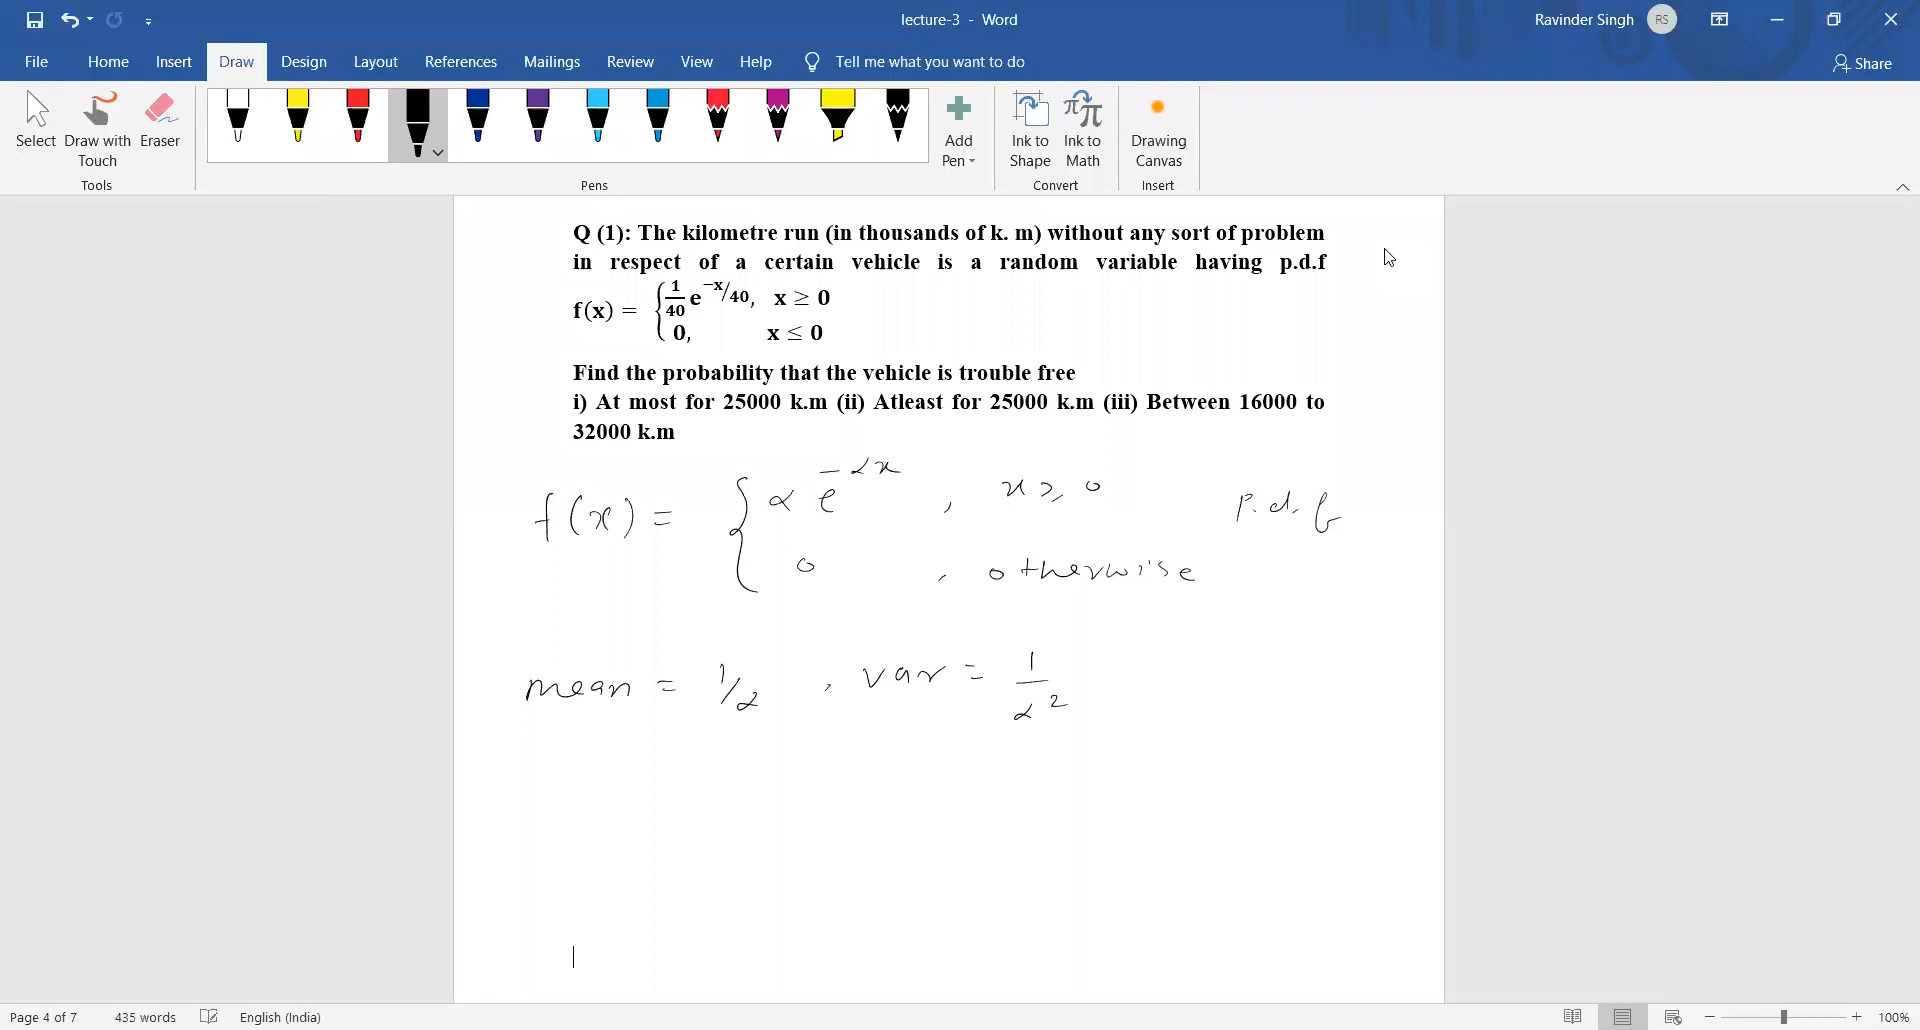 lecture-3 - Word
Ravinder Singh RS
File Home Insert Draw Design Layout References Mailings Review View Help Tell me what you want to do Share
Select Draw with Touch Eraser Add Pen Ink to Shape Ink to Math Drawing Canvas
Tools Pens Convert Insert
Q (1): The kilometre run (in thousands of k. m) without any sort of problem
in respect of a certain vehicle is a random variable having p.d.f
f(x) = { 1/40 e^(-x/40), x ≥ 0
0, x ≤ 0
Find the probability that the vehicle is trouble free
i) At most for 25000 k.m (ii) Atleast for 25000 k.m (iii) Between 16000 to
32000 k.m
f(x) = { α e^(-αx) , x ≥ 0 p.d.f
0 , otherwise
mean = 1/α , var = 1/α²
Page 4 of 7 435 words English (India) 100%